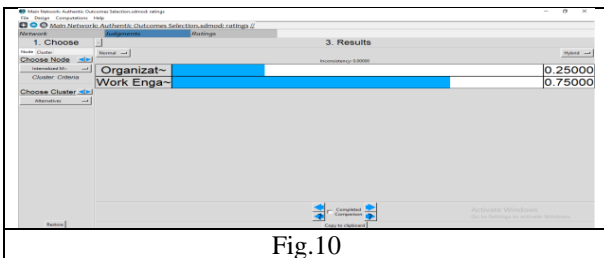 Main Network: Authentic Outcomes Selection.sdmod: ratings
File Design Computations Help
Main Network: Authentic Outcomes Selection.sdmod: ratings //
Network Judgments Ratings
1. Choose 3. Results
Node Cluster Normal Hybrid
Choose Node Inconsistency: 0.00000
Internalized M~ Organizat~ 0.25000
Cluster: Criteria Work Enga~ 0.75000
Choose Cluster
Alternatives
Completed
Comparison
Activate Windows
Go to Settings to activate Windows.
Restore Copy to clipboard
Fig.10